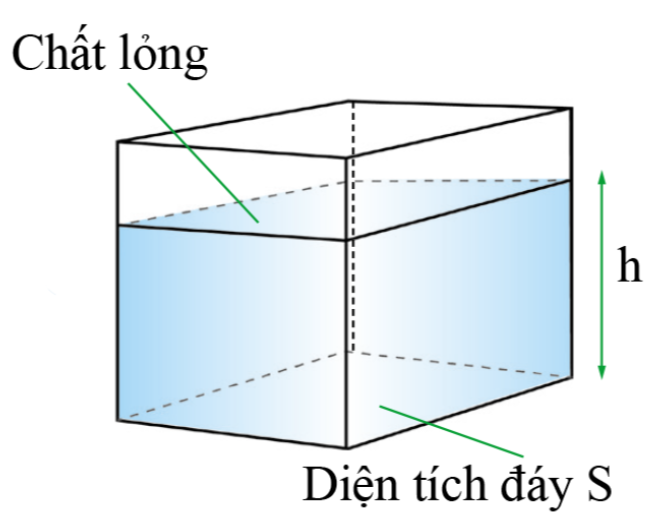 Chất lỏng
h
Diện tích đáy S